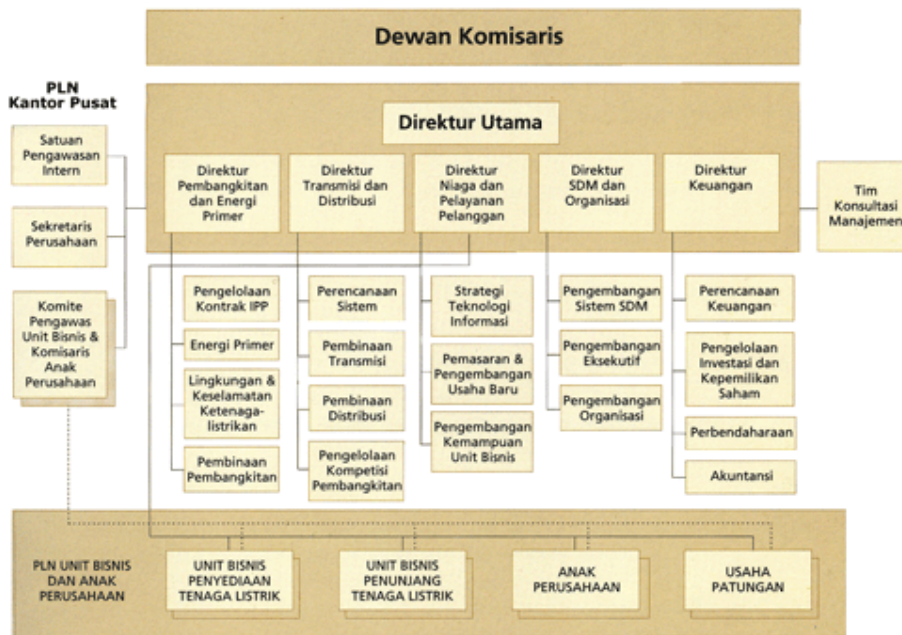 Dewan Komisaris
PLN
Kantor Pusat
Direktur Utama
Satuan
Pengawasan
Intern
Sekretaris
Perusahaan
Komite
Pengawas
Unit Bisnis &
Komisaris
Anak
Perusahaan
Direktur
Pembangkitan
dan Energi
Primer
Direktur
Transmisi dan
Distribusi
Direktur
Niaga dan
Pelayanan
Pelanggan
Direktur
SDM dan
Organisasi
Direktur
Keuangan
Tim
Konsultasi
Manajemen
Pengelolaan
Kontrak IPP
Energi Primer
Lingkungan &
Keselamatan
Ketenaga-
listrikan
Pembinaan
Pembangkitan
Perencanaan
Sistem
Pembinaan
Transmisi
Pembinaan
Distribusi
Pengelolaan
Kompetisi
Pembangkitan
Strategi
Teknologi
Informasi
Pemasaran &
Pengembangan
Usaha Baru
Pengembangan
Kemampuan
Unit Bisnis
Pengembangan
Sistem SDM
Pengembangan
Eksekutif
Pengembangan
Organisasi
Perencanaan
Keuangan
Pengelolaan
Investasi dan
Kepemilikan
Saham
Perbendaharaan
Akuntansi
PLN UNIT BISNIS
DAN ANAK
PERUSAHAAN
UNIT BISNIS
PENYEDIAAN
TENAGA LISTRIK
UNIT BISNIS
PENUNJANG
TENAGA LISTRIK
ANAK
PERUSAHAAN
USAHA
PATUNGAN